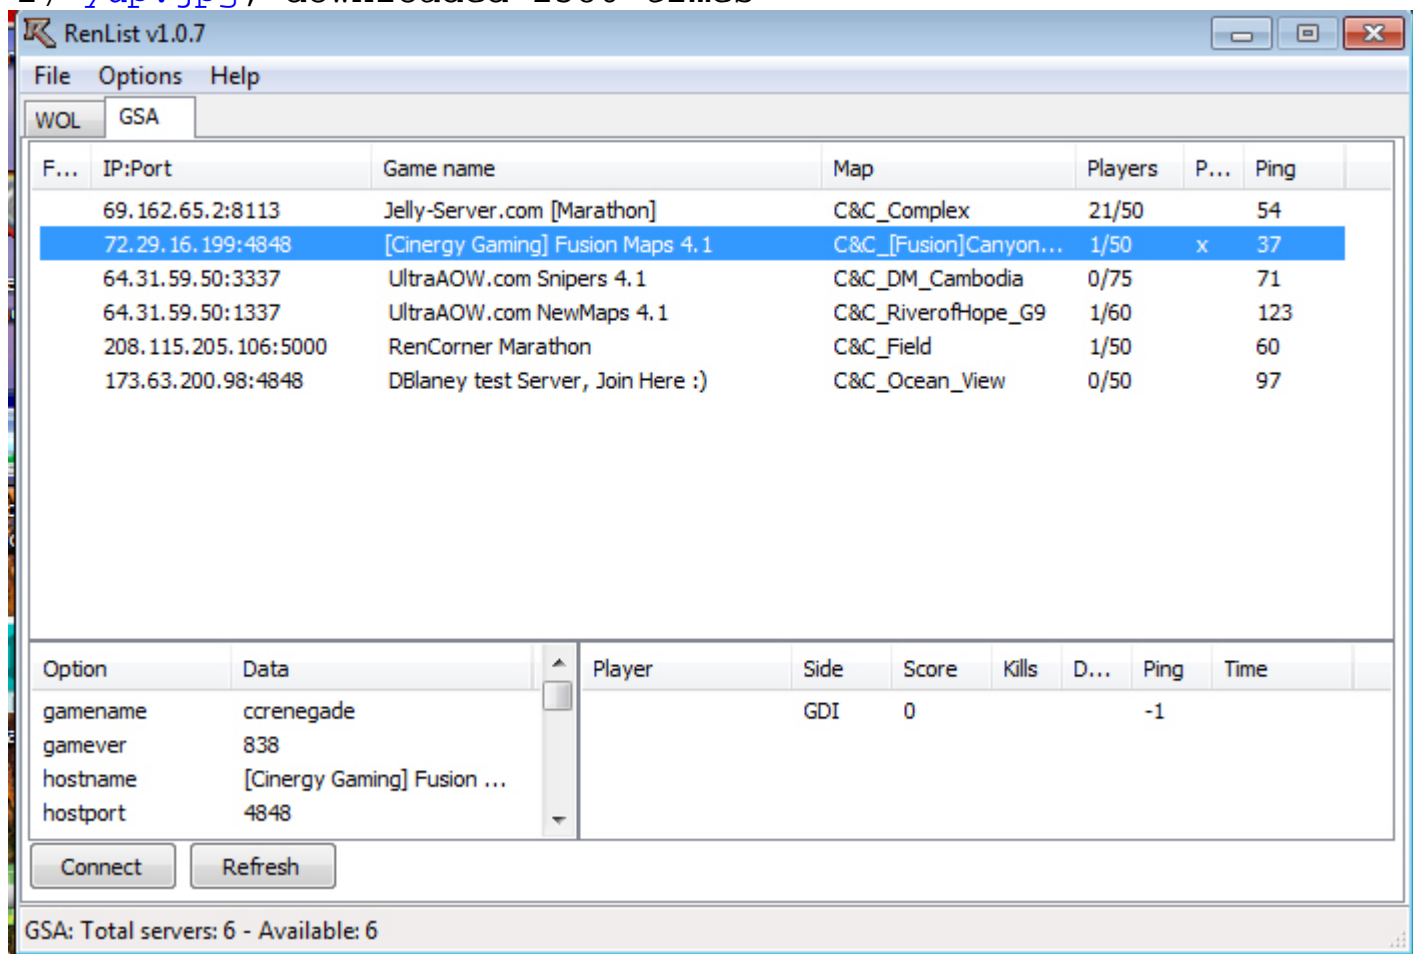 RenList v1.0.7
File Options Help
WOL GSA
F... IP:Port Game name Map Players P... Ping
69.162.65.2:8113 Jelly-Server.com [Marathon] C&C_Complex 21/50 54
72.29.16.199:4848 [Cinergy Gaming] Fusion Maps 4.1 C&C_[Fusion]Canyon... 1/50 x 37
64.31.59.50:3337 UltraAOW.com Snipers 4.1 C&C_DM_Cambodia 0/75 71
64.31.59.50:1337 UltraAOW.com NewMaps 4.1 C&C_RiverofHope_G9 1/60 123
208.115.205.106:5000 RenCorner Marathon C&C_Field 1/50 60
173.63.200.98:4848 DBlaney test Server, Join Here :) C&C_Ocean_View 0/50 97
Option Data Player Side Score Kills D... Ping Time
gamename ccrenegade GDI 0 -1
gamever 838
hostname [Cinergy Gaming] Fusion ...
hostport 4848
Connect Refresh
GSA: Total servers: 6 - Available: 6